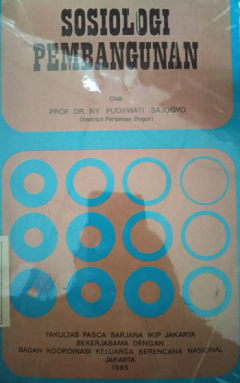 SOSIOLOGI
PEMBANGUNAN
Oleh
PROF. DR. NY. PUDJIWATI SAJOGYO
(Institut Pertanian Bogor)
FAKULTAS PASCA SARJANA IKIP JAKARTA
BEKERJASAMA DENGAN
BADAN KOORDINASI KELUARGA BERENCANA NASIONAL
JAKARTA
1985